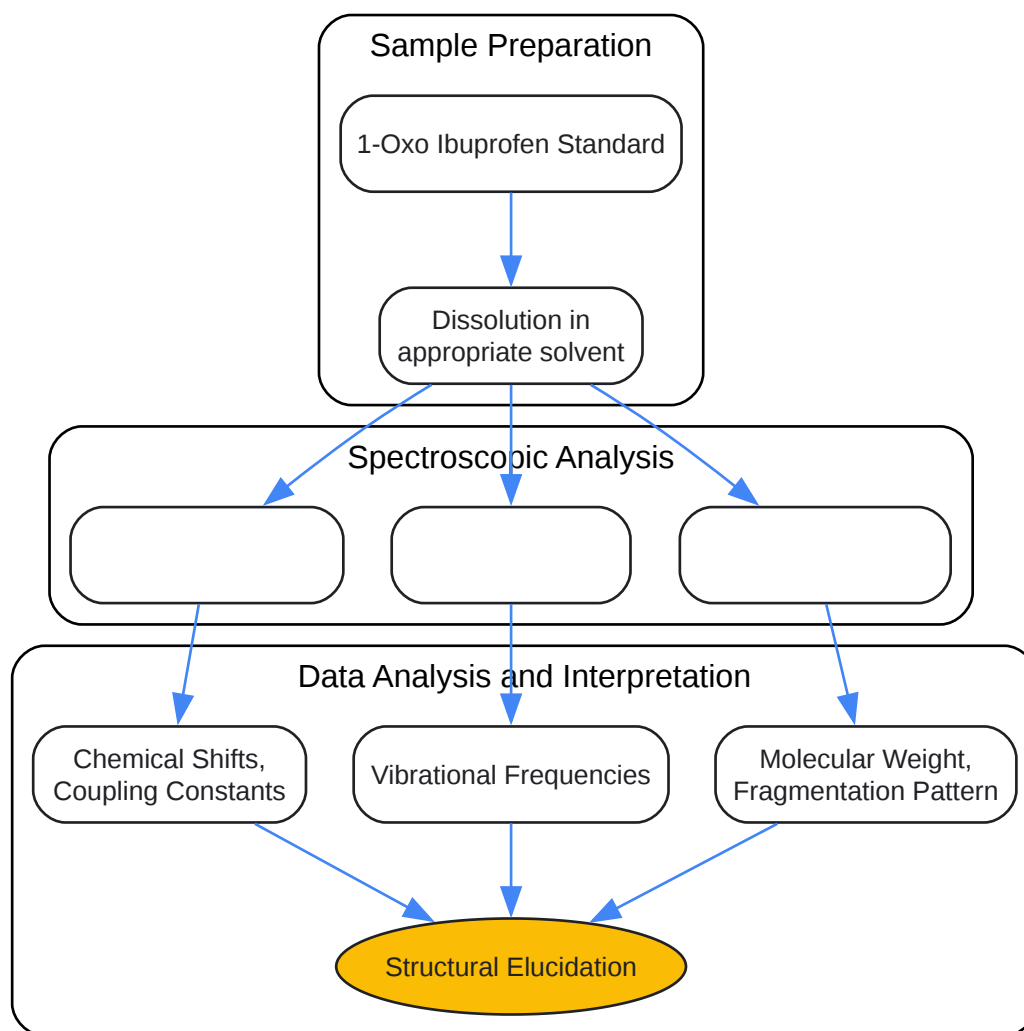 Sample Preparation
1-Oxo Ibuprofen Standard
Dissolution in
appropriate solvent
Spectroscopic Analysis
Data Analysis and Interpretation
Chemical Shifts,
Coupling Constants
Vibrational Frequencies
Molecular Weight,
Fragmentation Pattern
Structural Elucidation